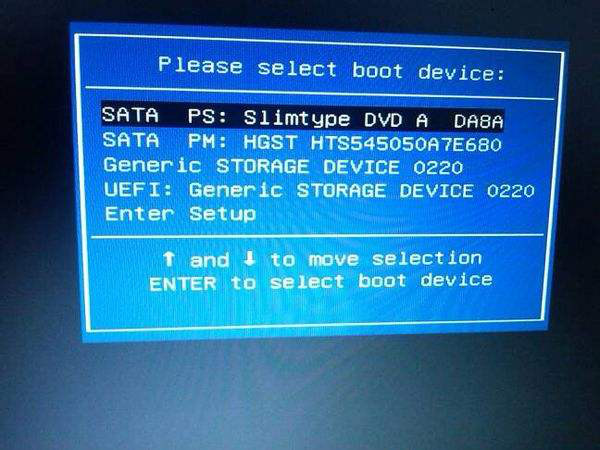 Please select boot device:
SATA PS: Slimtype DVD A DA8A
SATA PM: HGST HTS545050A7E680
Generic STORAGE DEVICE 0220
UEFI: Generic STORAGE DEVICE 0220
Enter Setup
↑ and ↓ to move selection
ENTER to select boot device